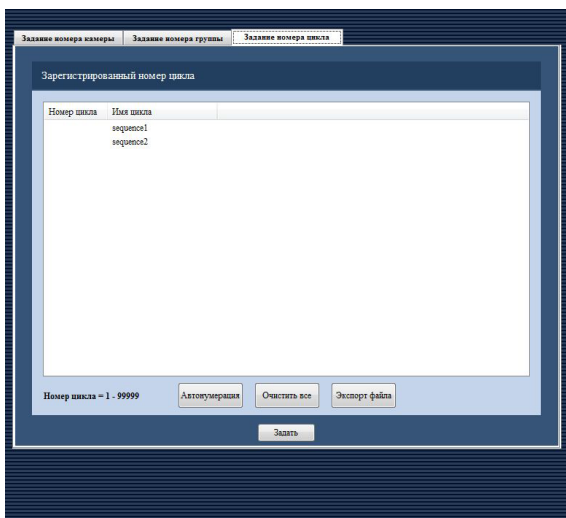 Задание номера камеры Задание номера группы Задание номера цикла
Зарегистрированный номер цикла
Номер цикла Имя цикла
sequence1
sequence2
Номер цикла = 1 - 99999 Автонумерация Очистить все Экспорт файла
Задать